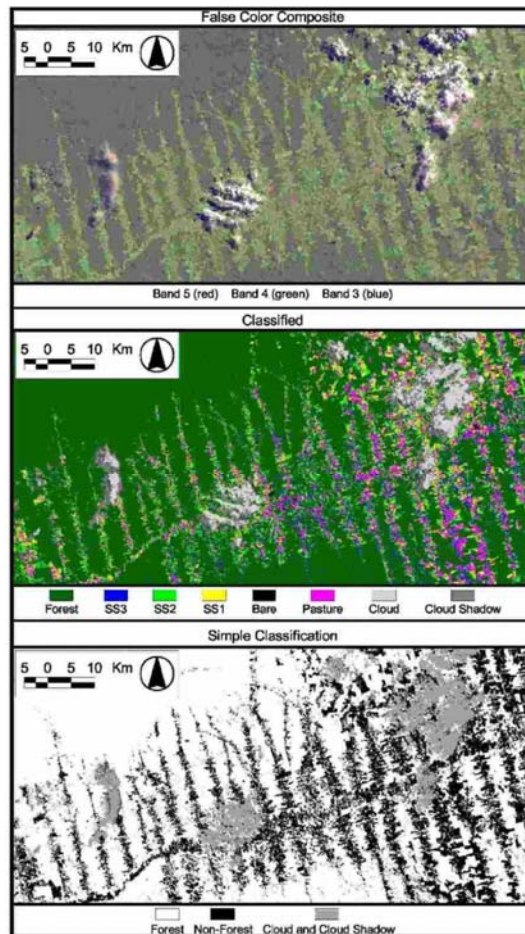 False Color Composite
5 0 5 10 Km
Band 5 (red) Band 4 (green) Band 3 (blue)
Classified
5 0 5 10 Km
Forest SS3 SS2 SS1 Bare Pasture Cloud Cloud Shadow
Simple Classification
5 0 5 10 Km
Forest Non-Forest Cloud and Cloud Shadow